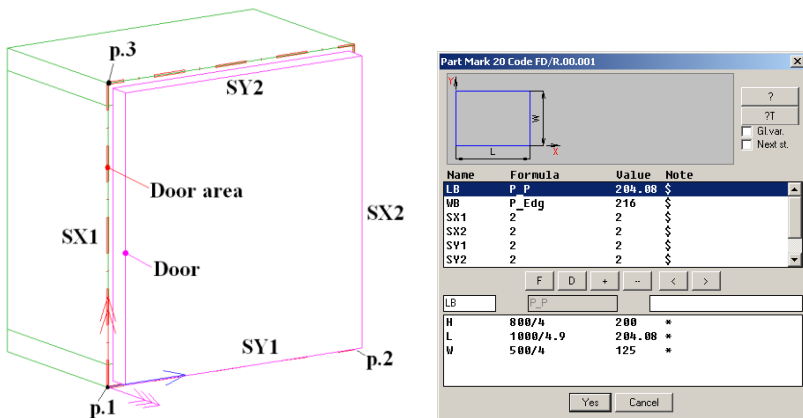 p.3
SY2
Door area
SX1
SX2
Door
SY1
p.2
p.1
Part Mark 20 Code FD/R.00.001
Y
W
L
X
?
?T
Gl.var.
Next st.
Name Formula Value Note
LB P_P 204.08 $
WB P_Edg 216 $
SX1 2 2 $
SX2 2 2 $
SY1 2 2 $
SY2 2 2 $
F D + -- < >
LB P_P
H 800/4 200 *
L 1000/4.9 204.08 *
W 500/4 125 *
Yes Cancel